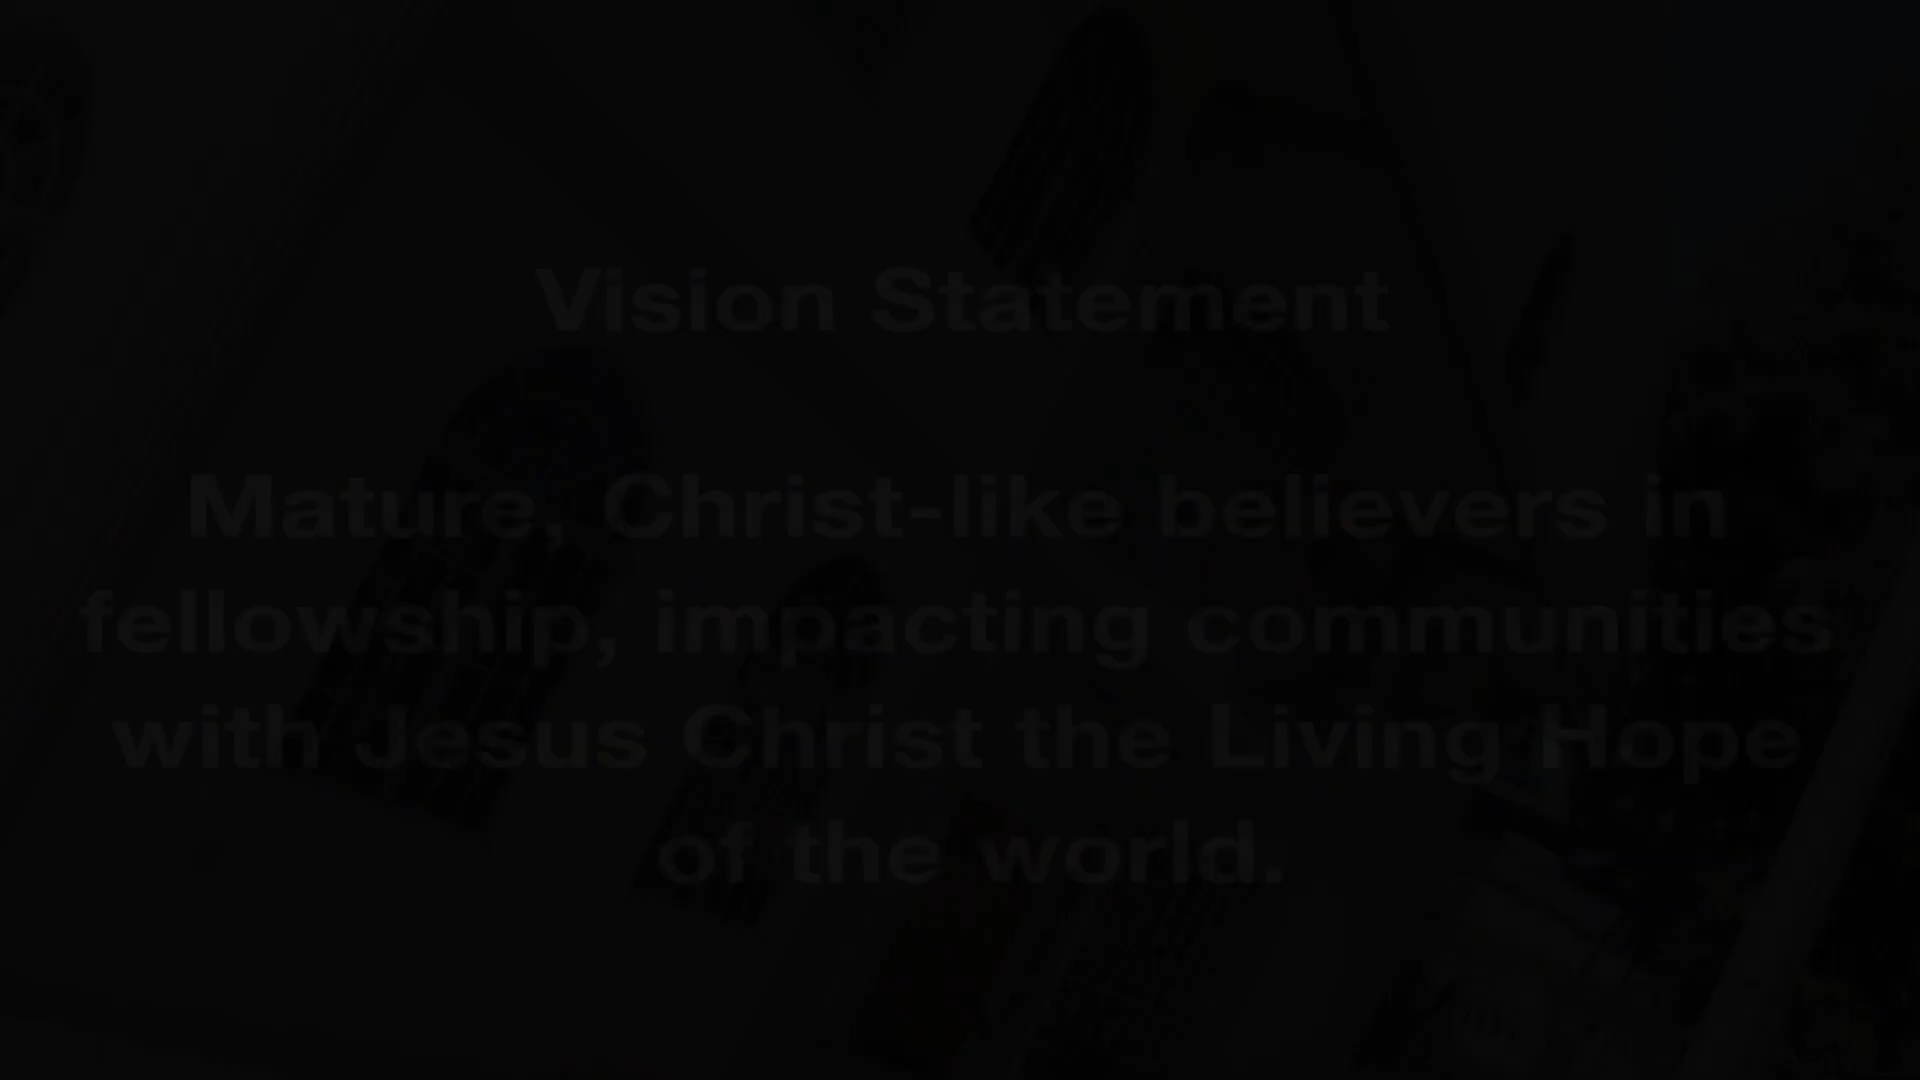 Vision Statement
Mature, Christ-like believers in
fellowship, impacting communities
with Jesus Christ the Living Hope
of the world.